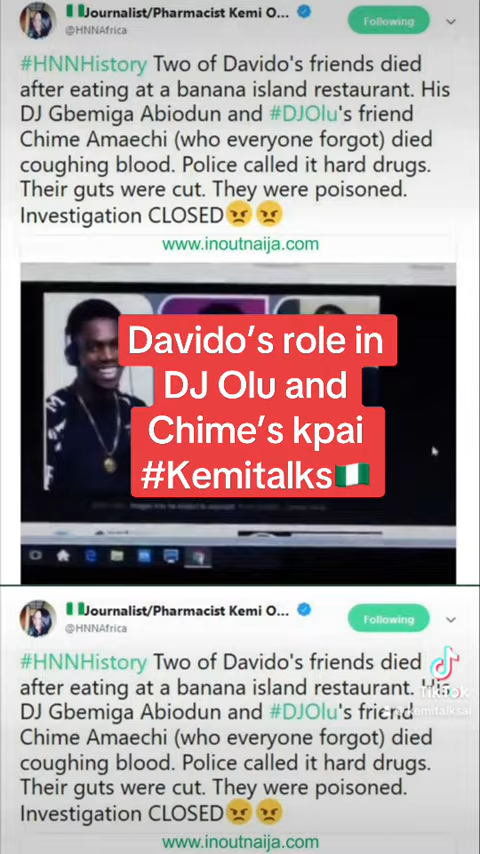 🇳🇬Journalist/Pharmacist Kemi O...
Following
@HNNAfrica
#HNNHistory Two of Davido's friends died
after eating at a banana island restaurant. His
DJ Gbemiga Abiodun and #DJOlu's friend
Chime Amaechi (who everyone forgot) died
coughing blood. Police called it hard drugs.
Their guts were cut. They were poisoned.
Investigation CLOSED😠😠
www.inoutnaija.com
Davido's role in
DJ Olu and
Chime's kpai
#Kemitalks🇳🇬
🇳🇬Journalist/Pharmacist Kemi O...
Following
@HNNAfrica
#HNNHistory Two of Davido's friends died
after eating at a banana island restaurant. His
DJ Gbemiga Abiodun and #DJOlu's friend
Chime Amaechi (who everyone forgot) died
coughing blood. Police called it hard drugs.
Their guts were cut. They were poisoned.
Investigation CLOSED😠😠
www.inoutnaija.com
TikTok